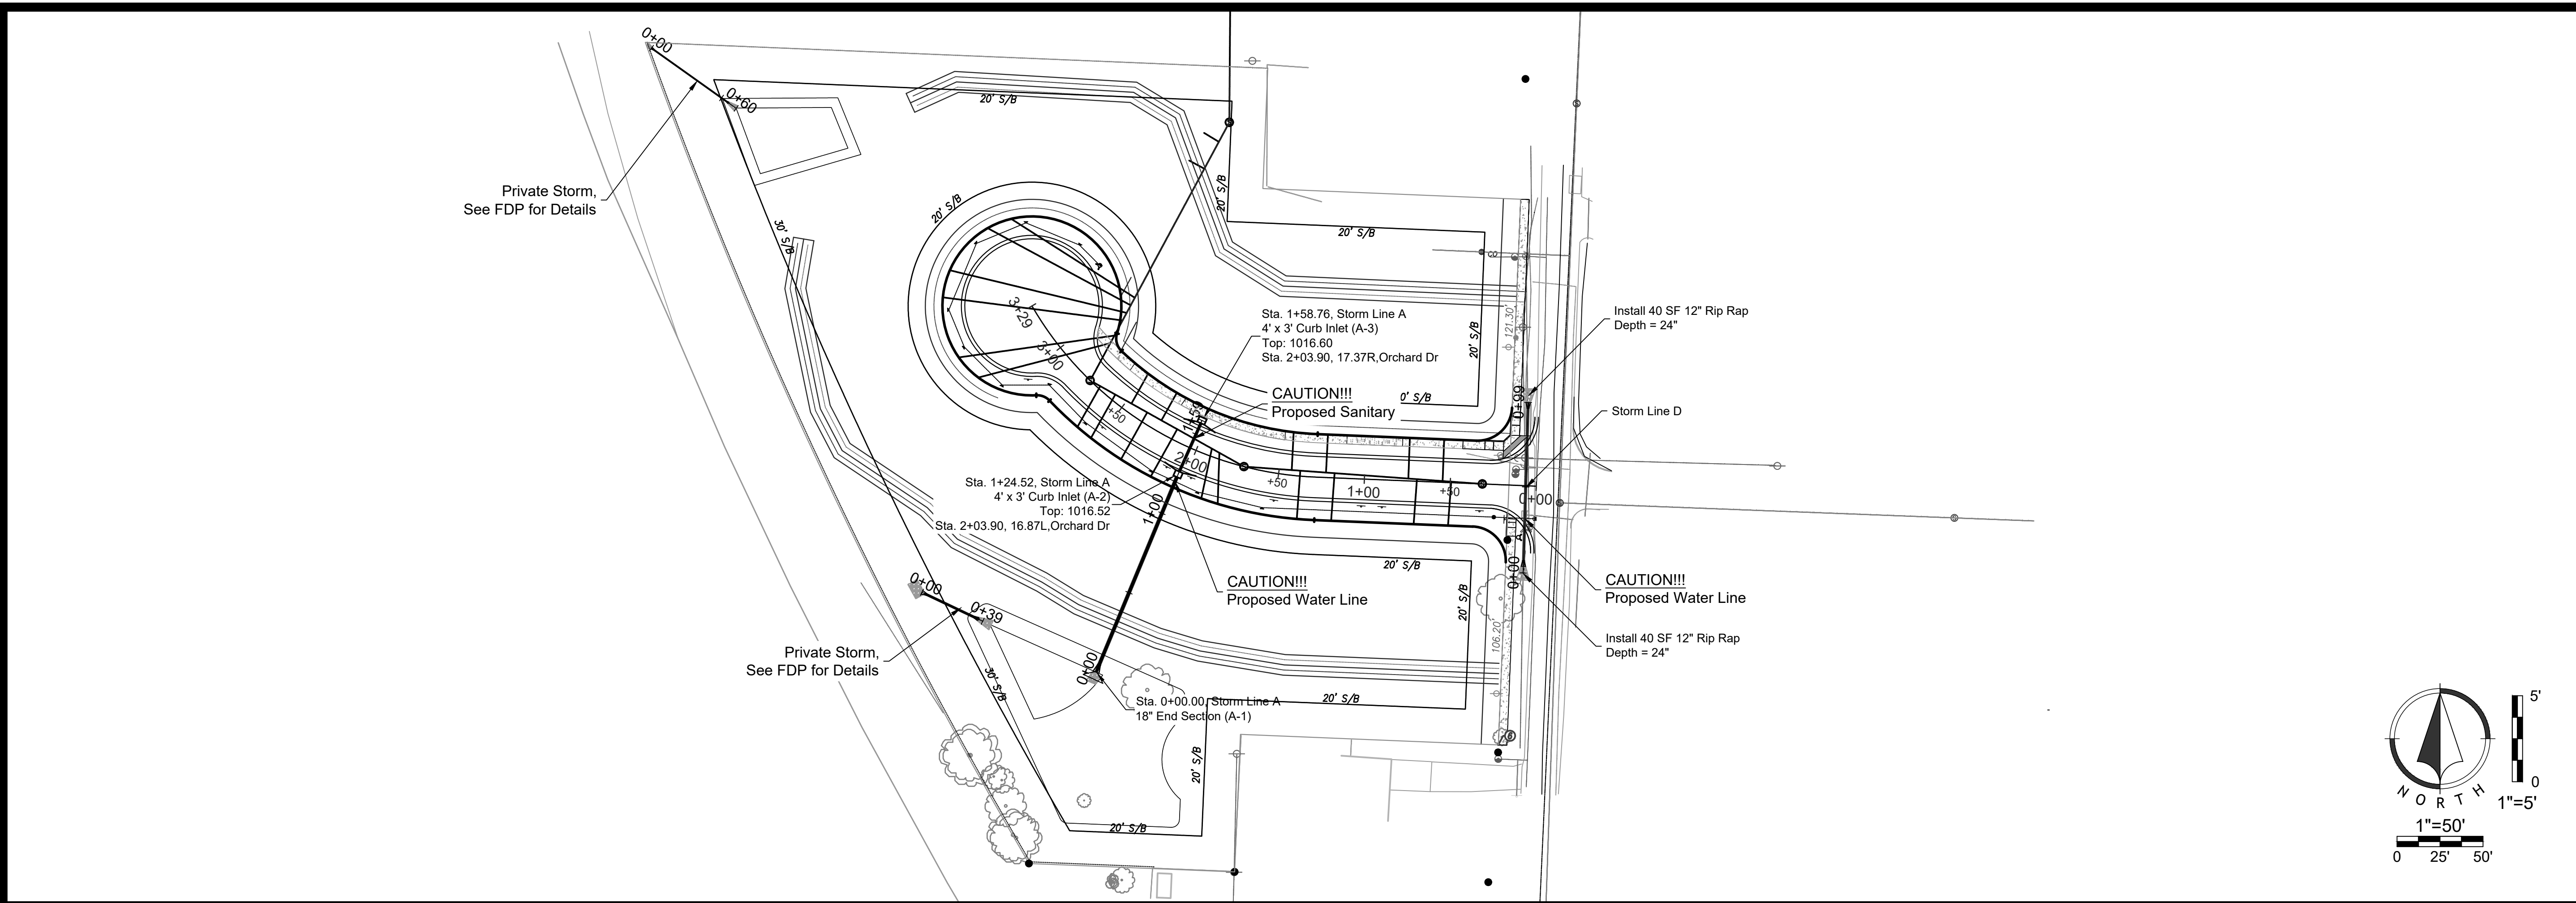 0+00
0+60
20' S/B
Private Storm,
See FDP for Details
20' S/B
20' S/B
30' S/B
20' S/B
3+29
3+00
Sta. 1+58.76, Storm Line A
4' x 3' Curb Inlet (A-3)
Top: 1016.60
Sta. 2+03.90, 17.37R,Orchard Dr
121.30'
20' S/B
Install 40 SF 12" Rip Rap
Depth = 24"
CAUTION!!!
Proposed Sanitary
0' S/B
0+99
Storm Line D
+50
2+00
+50
1+00
+50
0+00
Sta. 1+24.52, Storm Line A
4' x 3' Curb Inlet (A-2)
Top: 1016.52
Sta. 2+03.90, 16.87L,Orchard Dr
1+00
A
20' S/B
0+00
CAUTION!!!
Proposed Water Line
CAUTION!!!
Proposed Water Line
0+00
0+39
20' S/B
106.20'
Install 40 SF 12" Rip Rap
Depth = 24"
Private Storm,
See FDP for Details
0+00
30' S/B
Sta. 0+00.00, Storm Line A
18" End Section (A-1)
20' S/B
20' S/B
20' S/B
NORTH
5'
0
1"=5'
1"=50'
0 25' 50'